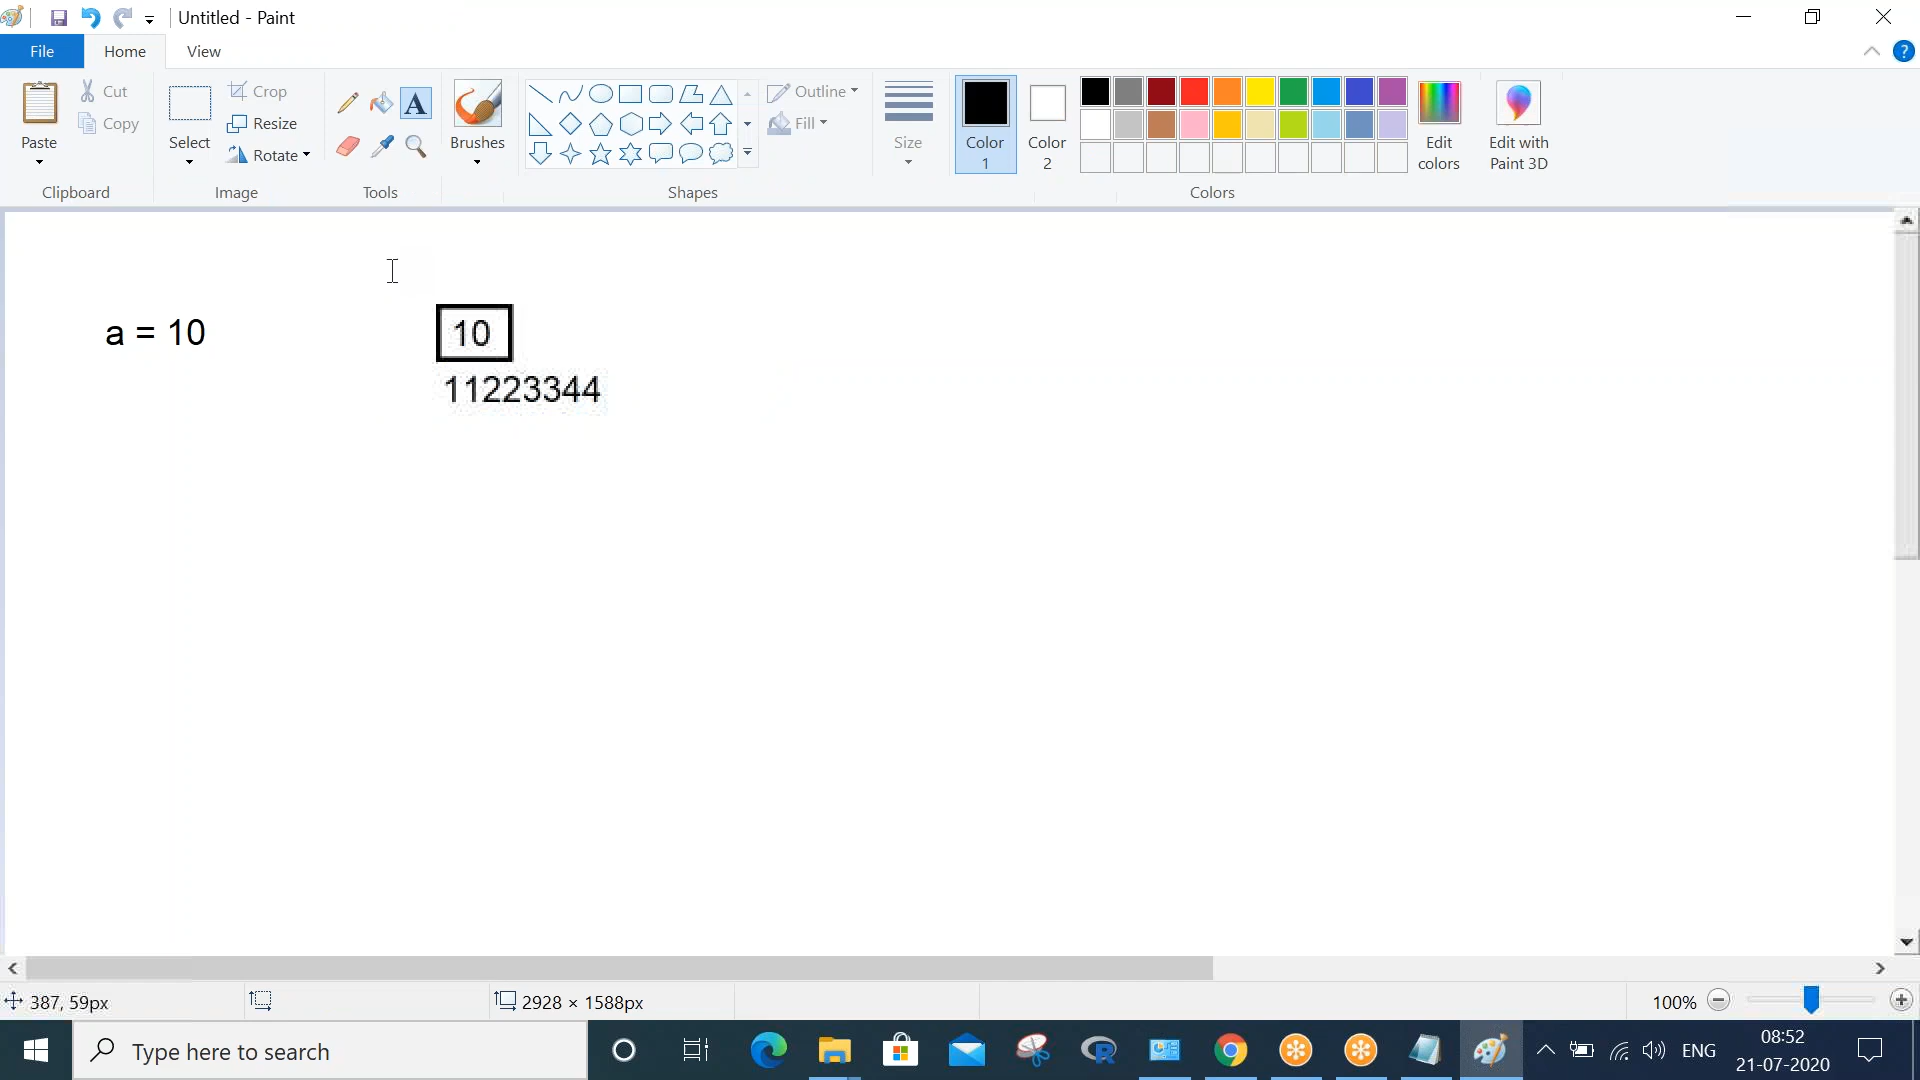 Untitled - Paint
File Home View
Paste
Cut
Copy
Clipboard
Select
Crop
Resize
Rotate
Image
A
Tools
Brushes
Shapes
Outline
Fill
Size
Color 1
Color 2
Colors
Edit colors
Edit with Paint 3D
?
a = 10
10
11223344
387, 59px
2928 × 1588px
100%
Type here to search
R
ENG
08:52
21-07-2020